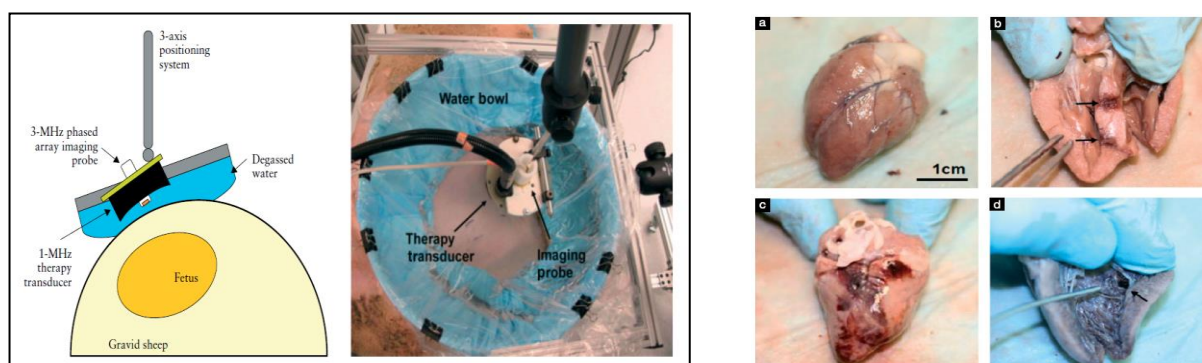 3-axis
positioning
system
3-MHz phased
array imaging
probe
Degassed
water
1-MHz
therapy
transducer
Fetus
Gravid sheep
Water bowl
Therapy
transducer
Imaging
probe
a
1cm
b
c
d